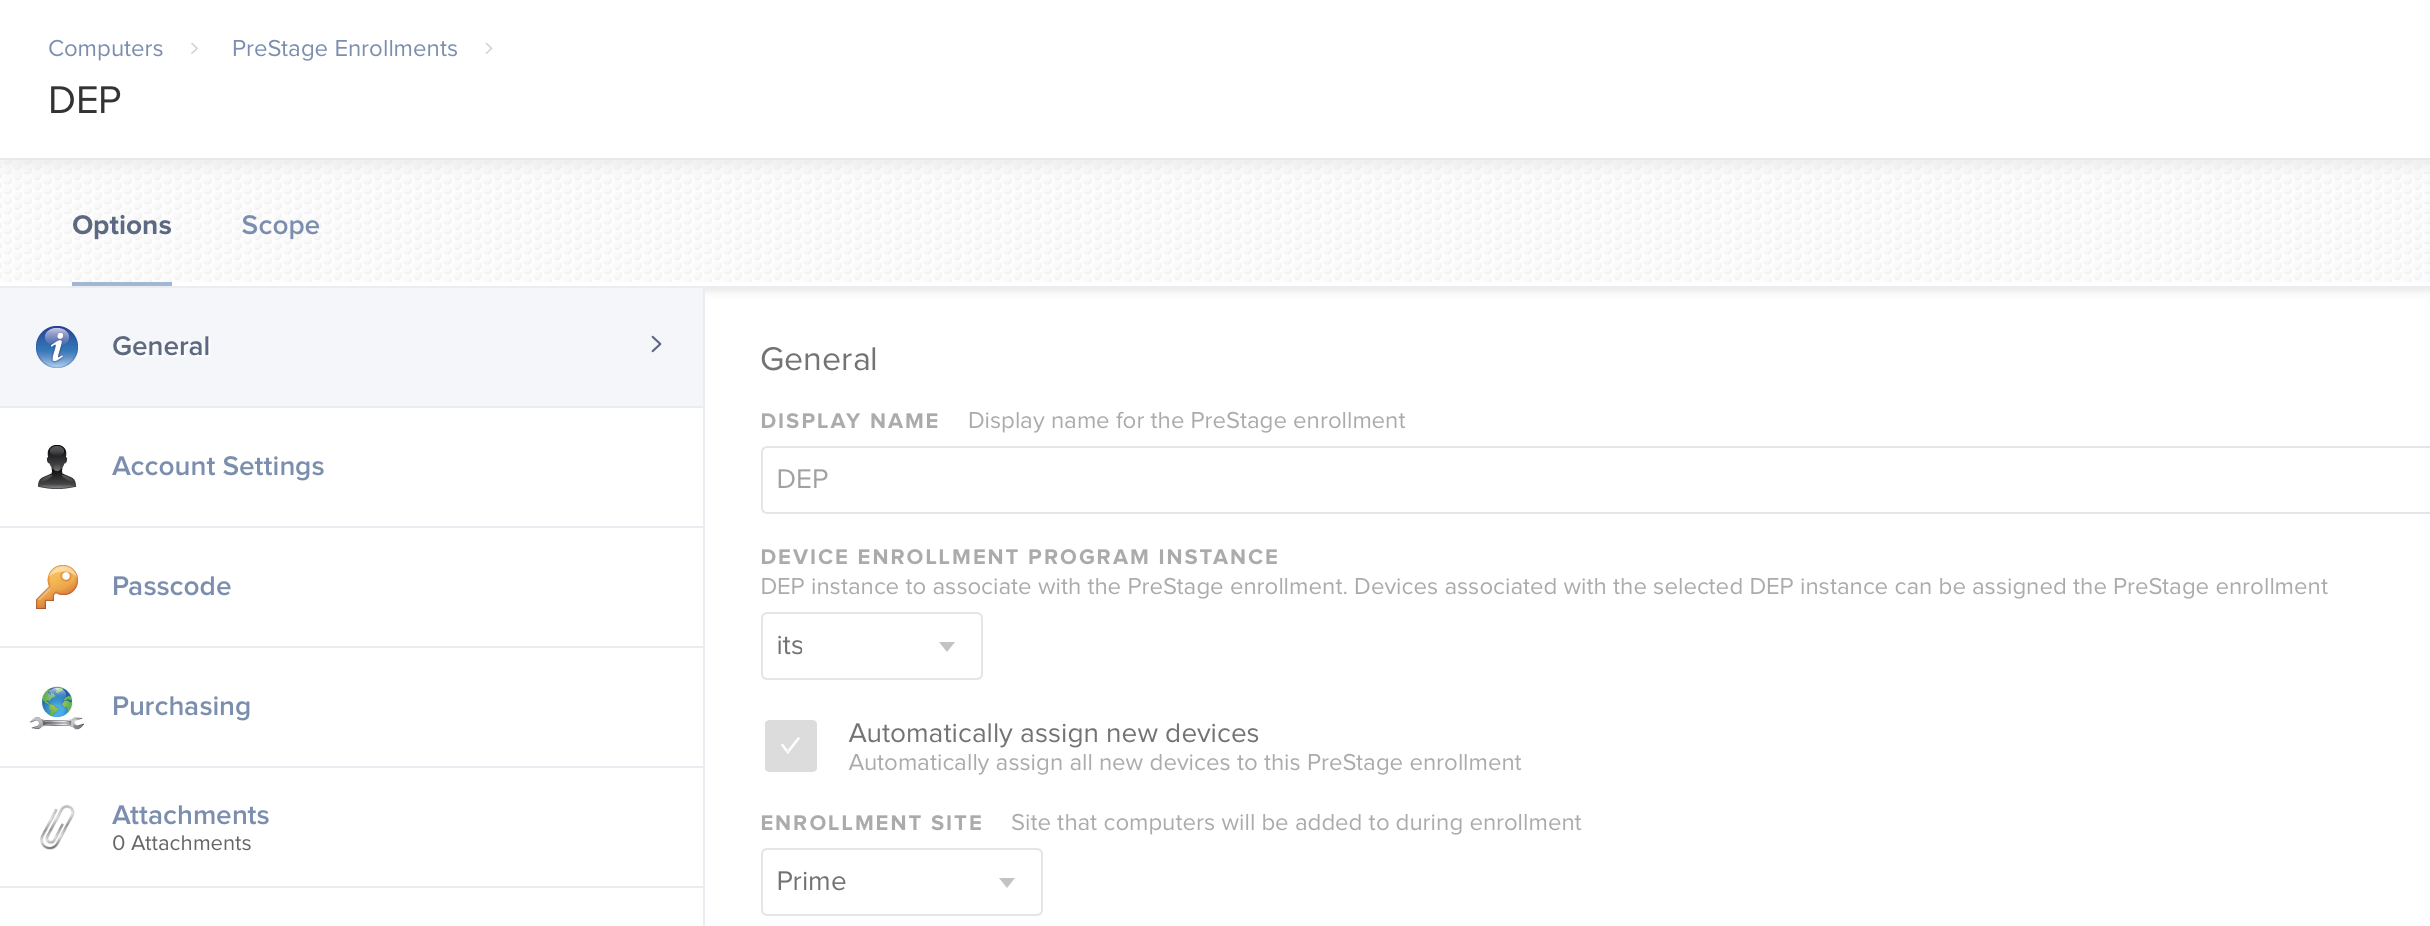 Computers PreStage Enrollments
DEP
Options Scope
General
Account Settings
Passcode
Purchasing
Attachments
0 Attachments
General
DISPLAY NAME Display name for the PreStage enrollment
DEP
DEVICE ENROLLMENT PROGRAM INSTANCE
DEP instance to associate with the PreStage enrollment. Devices associated with the selected DEP instance can be assigned the PreStage enrollment
its
Automatically assign new devices
Automatically assign all new devices to this PreStage enrollment
ENROLLMENT SITE Site that computers will be added to during enrollment
Prime